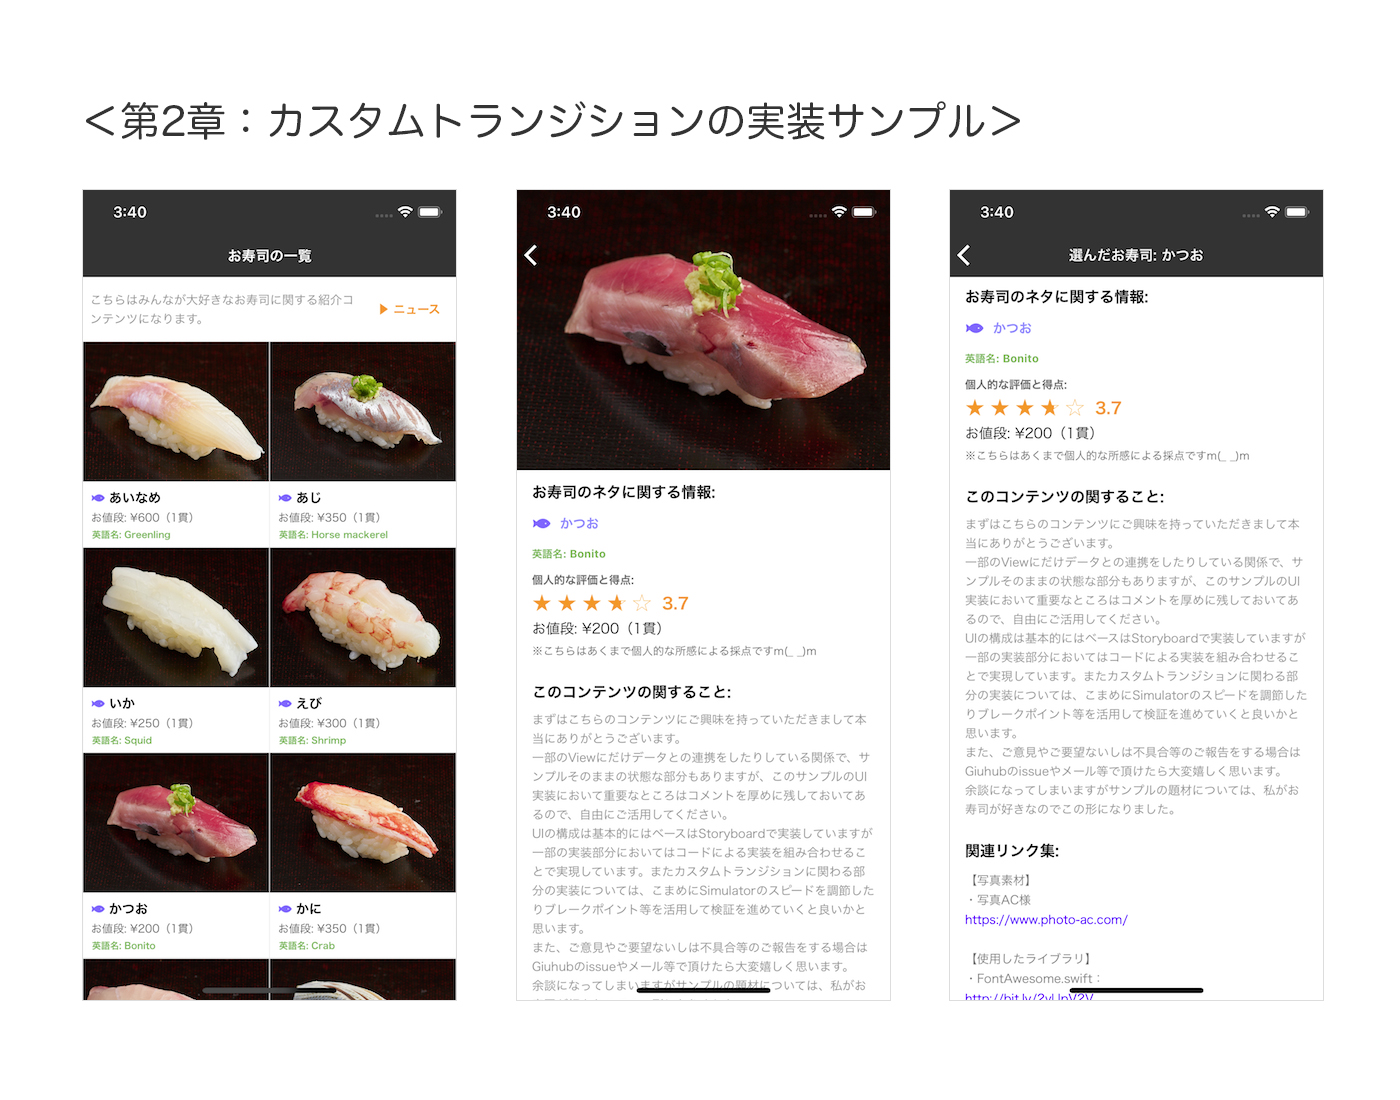 ＜第2章：カスタムトランジションの実装サンプル＞
3:40
お寿司の一覧
こちらはみんなが大好きなお寿司に関する紹介コ
ンテンツになります。
ニュース
あいなめ
お値段: ¥600（1貫）
英語名: Greenling
あじ
お値段: ¥350（1貫）
英語名: Horse mackerel
いか
お値段: ¥250（1貫）
英語名: Squid
えび
お値段: ¥300（1貫）
英語名: Shrimp
かつお
お値段: ¥200（1貫）
英語名: Bonito
かに
お値段: ¥350（1貫）
英語名: Crab
3:40
お寿司のネタに関する情報:
かつお
英語名: Bonito
個人的な評価と得点:
★ ★ ★ ☆ 3.7
お値段: ¥200（1貫）
※こちらはあくまで個人的な所感による採点ですm(_ _)m
このコンテンツの関すること:
まずはこちらのコンテンツにご興味を持っていただきまして本
当にありがとうございます。
一部のViewにだけデータとの連携をしたりしている関係で、サ
ンプルそのままの状態な部分もありますが、このサンプルのUI
実装において重要なところはコメントを厚めに残しておいてあ
るので、自由にご活用してください。
UIの構成は基本的にはベースはStoryboardで実装していますが
一部の実装部分においてはコードによる実装を組み合わせるこ
とで実現しています。またカスタムトランジションに関わる部
分の実装については、こまめにSimulatorのスピードを調節した
りブレークポイント等を活用して検証を進めていくと良いかと
思います。
また、ご意見やご要望ないしは不具合等のご報告をする場合は
Giuhubのissueやメール等で頂けたら大変嬉しく思います。
余談になってしまいますがサンプルの題材については、私がお
3:40
選んだお寿司: かつお
お寿司のネタに関する情報:
かつお
英語名: Bonito
個人的な評価と得点:
★ ★ ★ ☆ 3.7
お値段: ¥200（1貫）
※こちらはあくまで個人的な所感による採点ですm(_ _)m
このコンテンツの関すること:
まずはこちらのコンテンツにご興味を持っていただきまして本
当にありがとうございます。
一部のViewにだけデータとの連携をしたりしている関係で、サ
ンプルそのままの状態な部分もありますが、このサンプルのUI
実装において重要なところはコメントを厚めに残しておいてあ
るので、自由にご活用してください。
UIの構成は基本的にはベースはStoryboardで実装していますが
一部の実装部分においてはコードによる実装を組み合わせるこ
とで実現しています。またカスタムトランジションに関わる部
分の実装については、こまめにSimulatorのスピードを調節した
りブレークポイント等を活用して検証を進めていくと良いかと
思います。
また、ご意見やご要望ないしは不具合等のご報告をする場合は
Giuhubのissueやメール等で頂けたら大変嬉しく思います。
余談になってしまいますがサンプルの題材については、私がお
寿司が好きなのでこの形になりました。
関連リンク集:
【写真素材】
・写真AC様
https://www.photo-ac.com/
【使用したライブラリ】
・FontAwesome.swift：